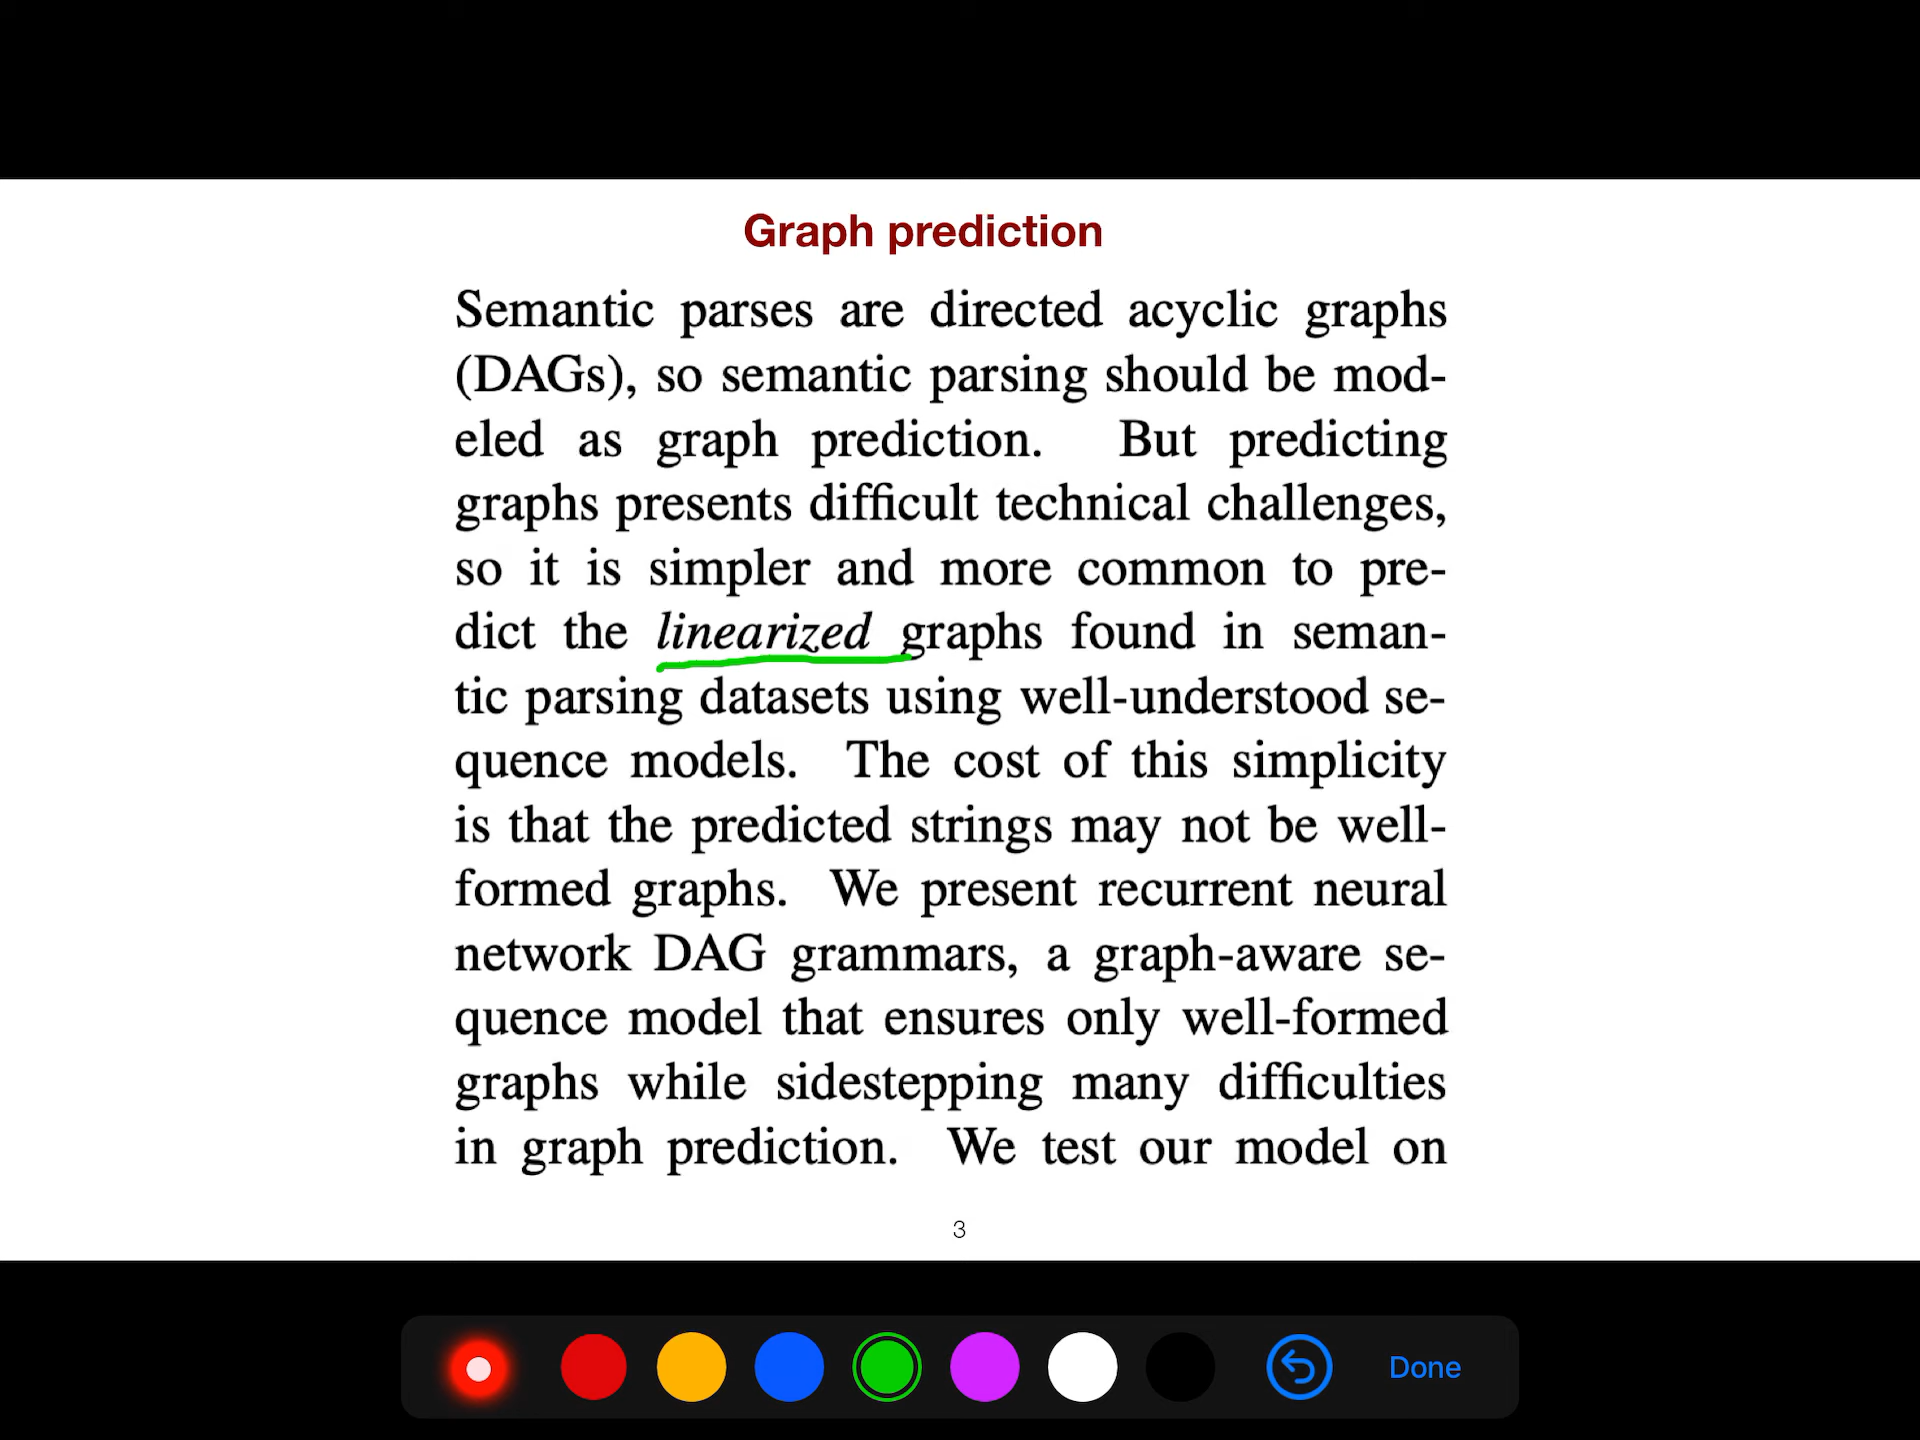 Graph prediction
Semantic parses are directed acyclic graphs
(DAGs), so semantic parsing should be mod-
eled as graph prediction. But predicting
graphs presents difficult technical challenges,
so it is simpler and more common to pre-
dict the linearized graphs found in seman-
tic parsing datasets using well-understood se-
quence models. The cost of this simplicity
is that the predicted strings may not be well-
formed graphs. We present recurrent neural
network DAG grammars, a graph-aware se-
quence model that ensures only well-formed
graphs while sidestepping many difficulties
in graph prediction. We test our model on
3
Done